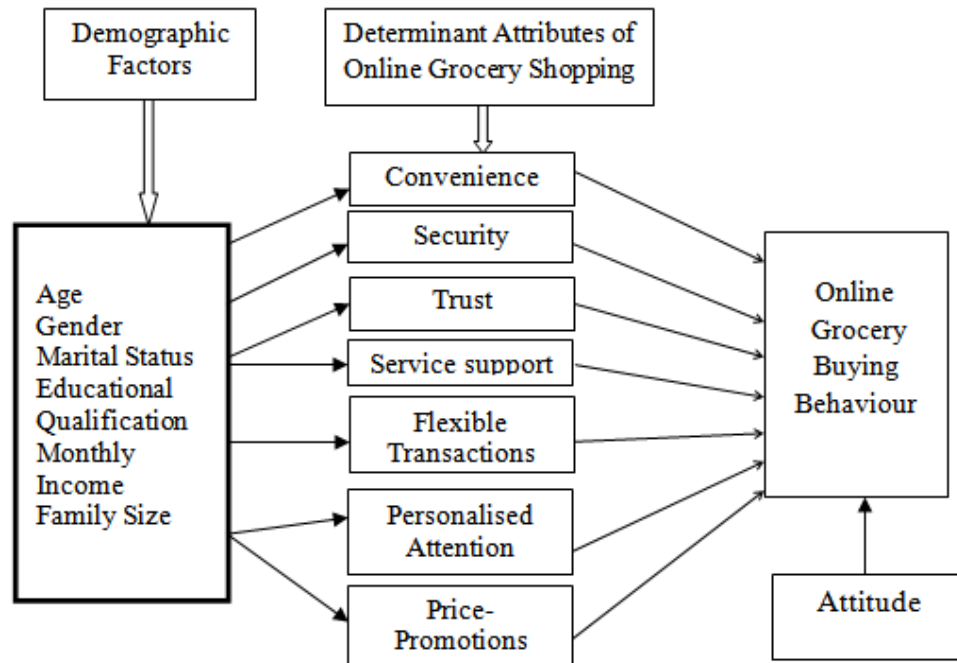 Demographic
Factors
Determinant Attributes of
Online Grocery Shopping
Convenience
Security
Trust
Service support
Flexible
Transactions
Personalised
Attention
Price-
Promotions
Age
Gender
Marital Status
Educational
Qualification
Monthly
Income
Family Size
Online
Grocery
Buying
Behaviour
Attitude